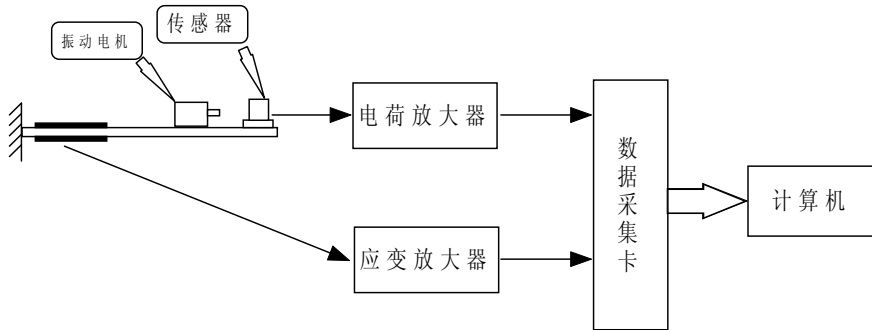 振动电机
传感器
电荷放大器
数据采集卡
计算机
应变放大器